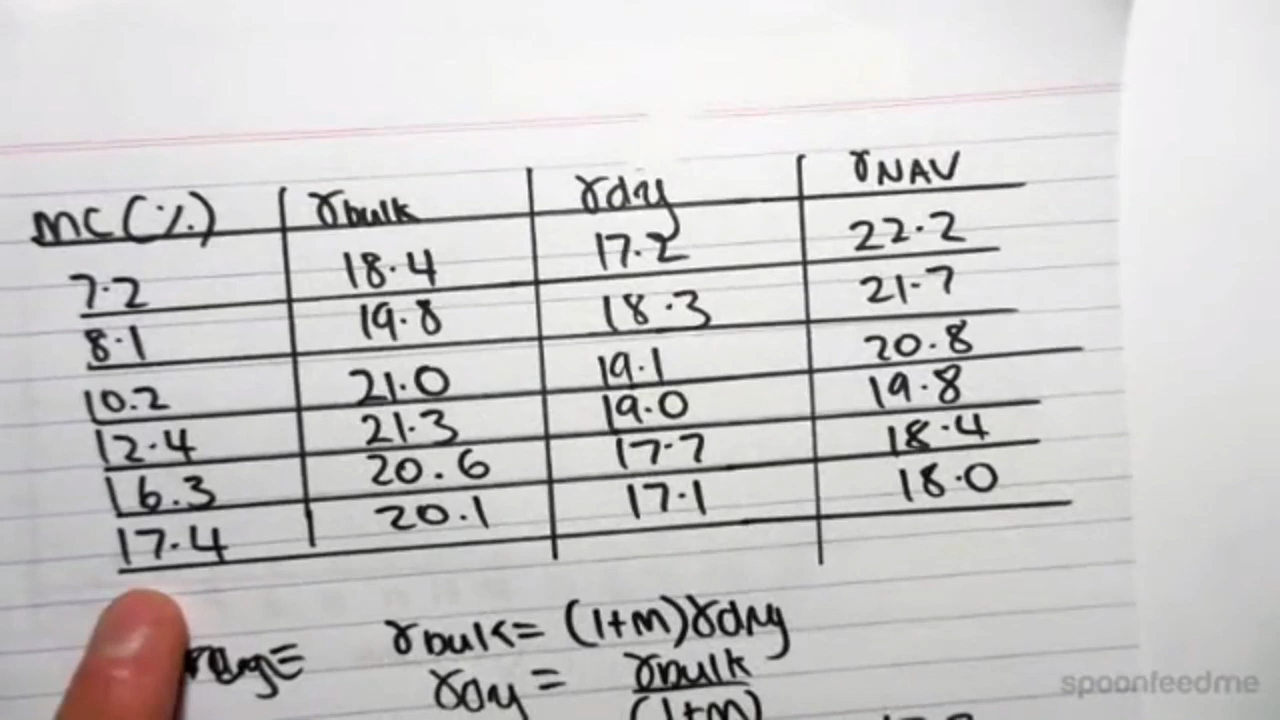 MC (%) γbulk γdry γNAV
7.2 18.4 17.2 22.2
8.1 19.8 18.3 21.7
10.2 21.0 19.1 20.8
12.4 21.3 19.0 19.8
16.3 20.6 17.7 18.4
17.4 20.1 17.1 18.0
γbulk = (1+m)γdry
γdry = γbulk
(1+m)
spoonfeedme